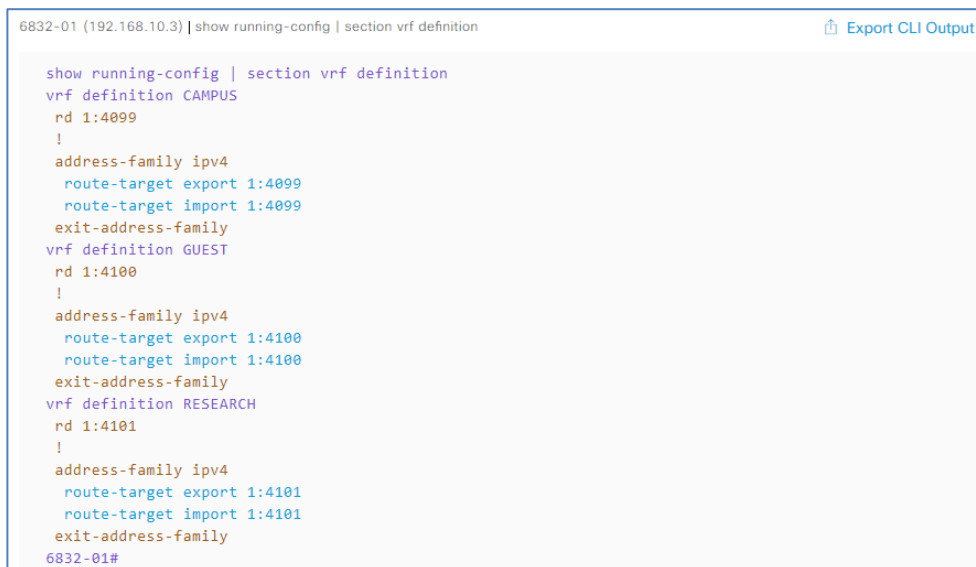 6832-01 (192.168.10.3) | show running-config | section vrf definition
Export CLI Output
show running-config | section vrf definition
vrf definition CAMPUS
rd 1:4099
!
address-family ipv4
route-target export 1:4099
route-target import 1:4099
exit-address-family
vrf definition GUEST
rd 1:4100
!
address-family ipv4
route-target export 1:4100
route-target import 1:4100
exit-address-family
vrf definition RESEARCH
rd 1:4101
!
address-family ipv4
route-target export 1:4101
route-target import 1:4101
exit-address-family
6832-01#